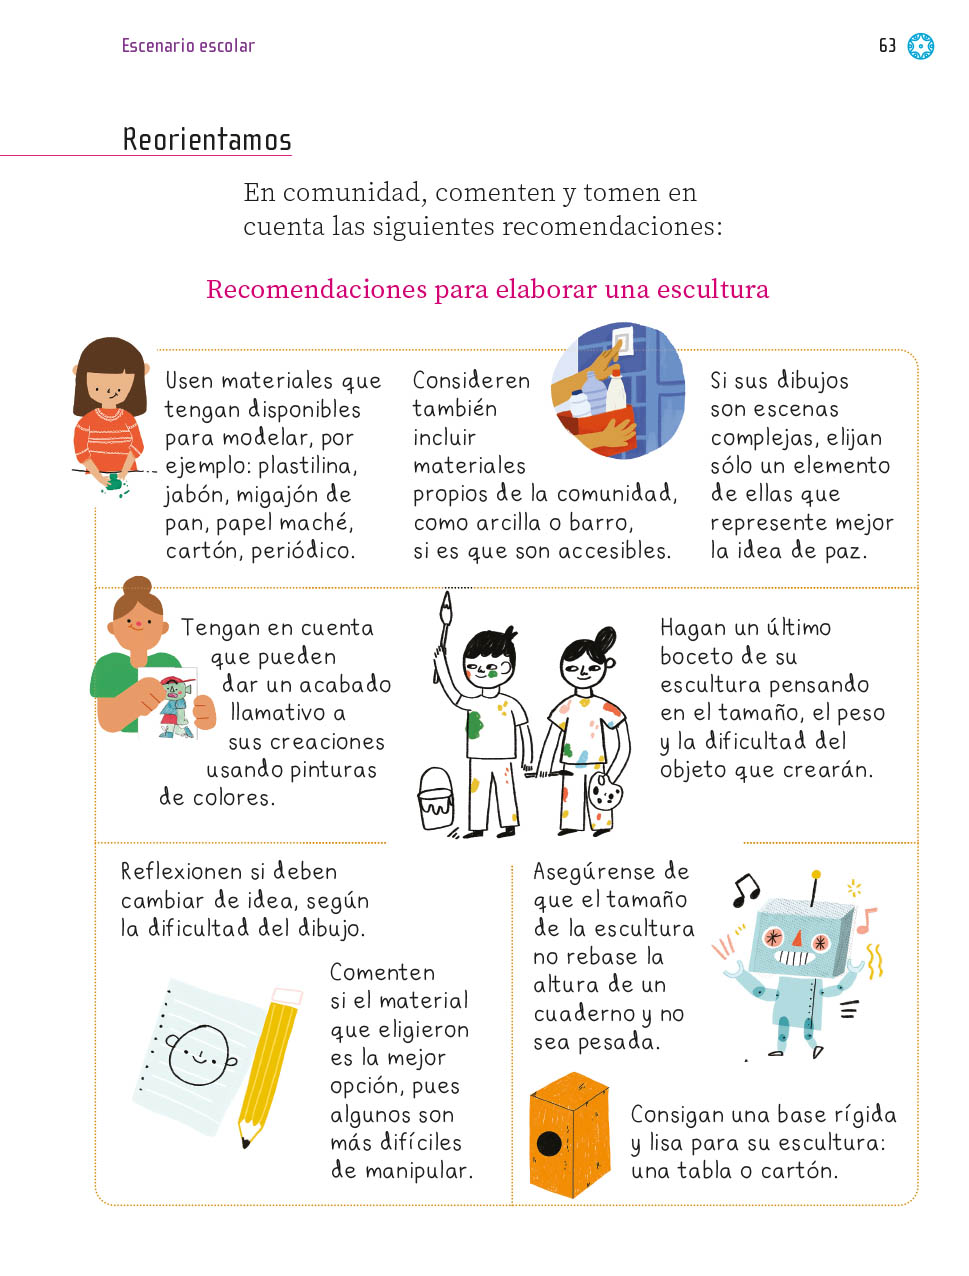 Escenario escolar
63
Reorientamos
En comunidad, comenten y tomen en
cuenta las siguientes recomendaciones:
Recomendaciones para elaborar una escultura
Usen materiales que
tengan disponibles
para modelar, por
ejemplo: plastilina,
jabón, migajón de
pan, papel maché,
cartón, periódico.
Consideren
también
incluir
materiales
propios de la comunidad,
como arcilla o barro,
si es que son accesibles.
Si sus dibujos
son escenas
complejas, elijan
sólo un elemento
de ellas que
represente mejor
la idea de paz.
Tengan en cuenta
que pueden
dar un acabado
llamativo a
sus creaciones
usando pinturas
de colores.
Hagan un último
boceto de su
escultura pensando
en el tamaño, el peso
y la dificultad del
objeto que crearán.
Reflexionen si deben
cambiar de idea, según
la dificultad del dibujo.
Comenten
si el material
que eligieron
es la mejor
opción, pues
algunos son
más difíciles
de manipular.
Asegúrense de
que el tamaño
de la escultura
no rebase la
altura de un
cuaderno y no
sea pesada.
Consigan una base rígida
y lisa para su escultura:
una tabla o cartón.